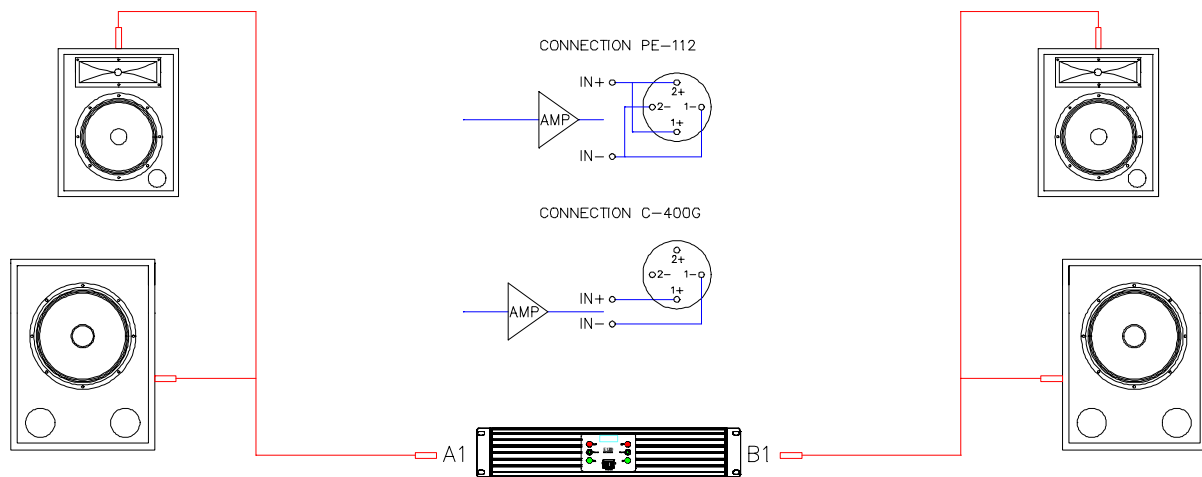 CONNECTION PE-112
IN+
2+
AMP
2-
1-
1+
IN-
CONNECTION C-400G
2+
2-
1-
IN+
1+
AMP
IN-
A1
B1